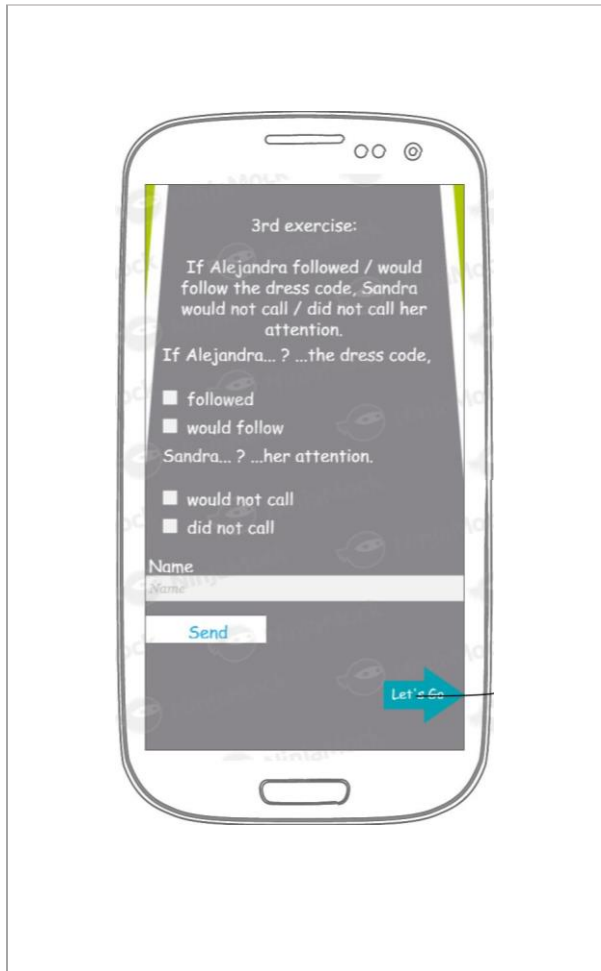 3rd exercise:
If Alejandra followed / would
follow the dress code, Sandra
would not call / did not call her
attention.
If Alejandra... ? ...the dress code,
followed
would follow
Sandra... ? ...her attention.
would not call
did not call
Name
Name
Send
Let's Go